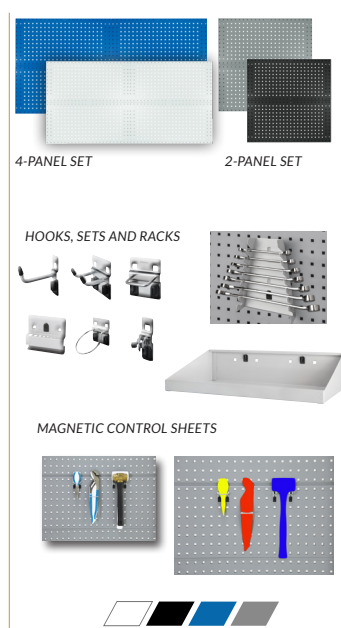 4-PANEL SET
2-PANEL SET
HOOKS, SETS AND RACKS
MAGNETIC CONTROL SHEETS